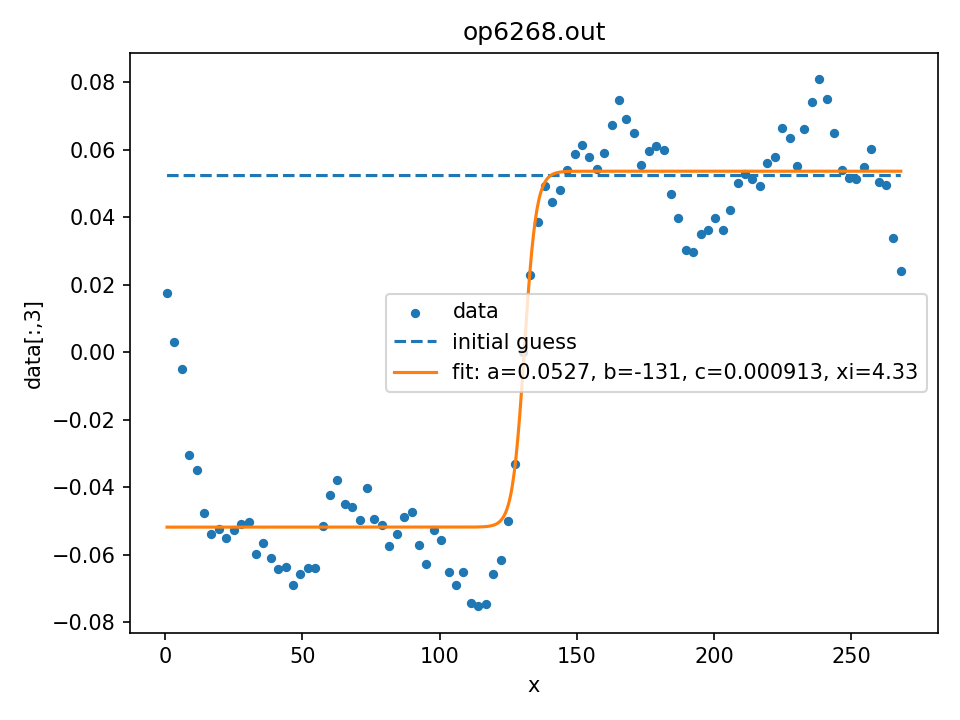 op6268.out
0.08
0.06
0.04
0.02
0.00
−0.02
−0.04
−0.06
−0.08
data[:,3]
data
initial guess
fit: a=0.0527, b=-131, c=0.000913, xi=4.33
0 50 100 150 200 250
x